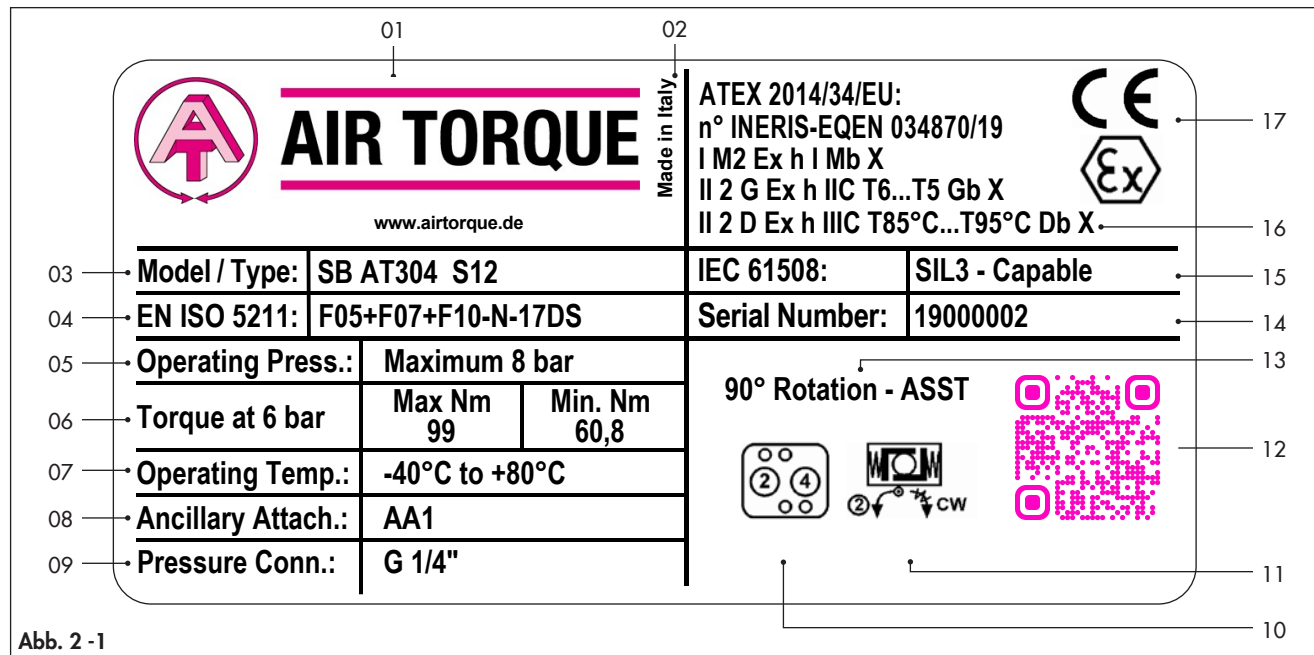 01
02
AT
AIR TORQUE
www.airtorque.de
Made in Italy
ATEX 2014/34/EU:
n° INERIS-EQEN 034870/19
I M2 Ex h I Mb X
II 2 G Ex h IIC T6...T5 Gb X
II 2 D Ex h IIIC T85°C...T95°C Db X
CE
Ex
17
16
03 Model / Type: SB AT304 S12
IEC 61508: SIL3 - Capable 15
04 EN ISO 5211: F05+F07+F10-N-17DS
Serial Number: 19000002 14
05 Operating Press.: Maximum 8 bar
06 Torque at 6 bar
Max Nm
99
Min. Nm
60,8
07 Operating Temp.: -40°C to +80°C
08 Ancillary Attach.: AA1
09 Pressure Conn.: G 1/4"
13
90° Rotation - ASST
12
2 4
② CW
11
10
Abb. 2 -1